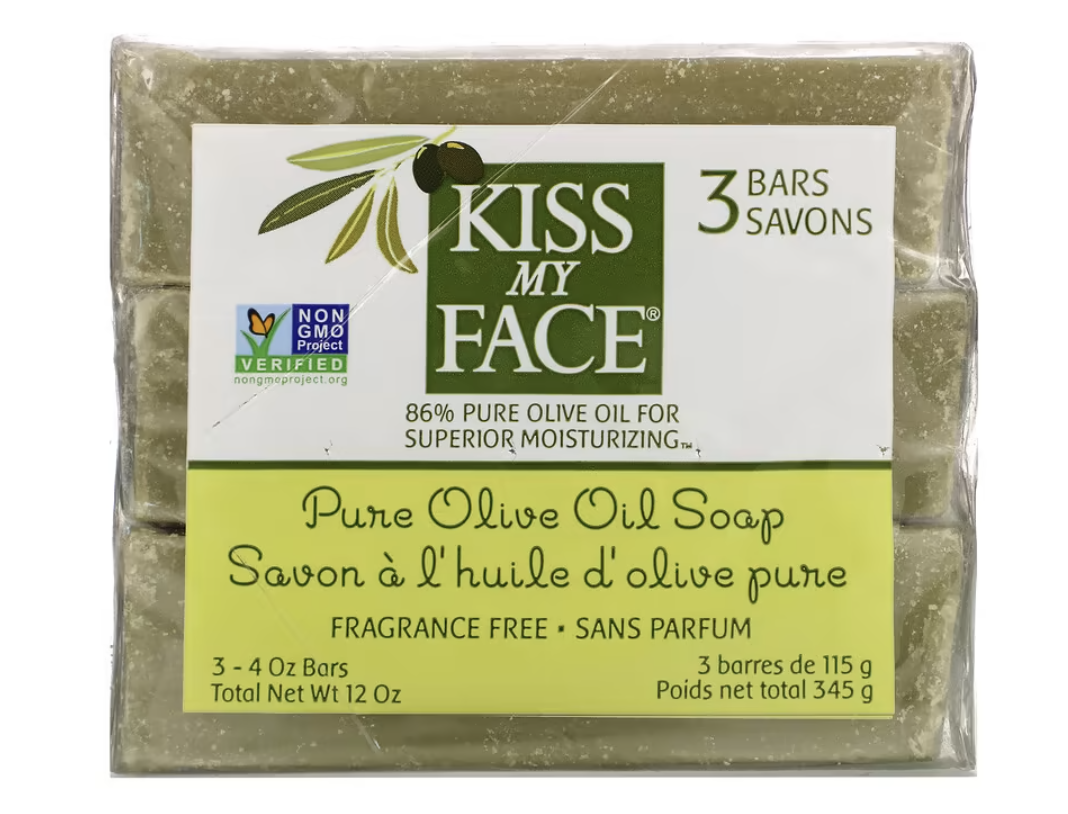 KISS
MY
FACE®
3 BARS
SAVONS
NON
GMO
Project
VERIFIED
nongmoproject.org
86% PURE OLIVE OIL FOR
SUPERIOR MOISTURIZING™
Pure Olive Oil Soap
Savon à l'huile d'olive pure
FRAGRANCE FREE • SANS PARFUM
3 - 4 Oz Bars
Total Net Wt 12 Oz
3 barres de 115 g
Poids net total 345 g